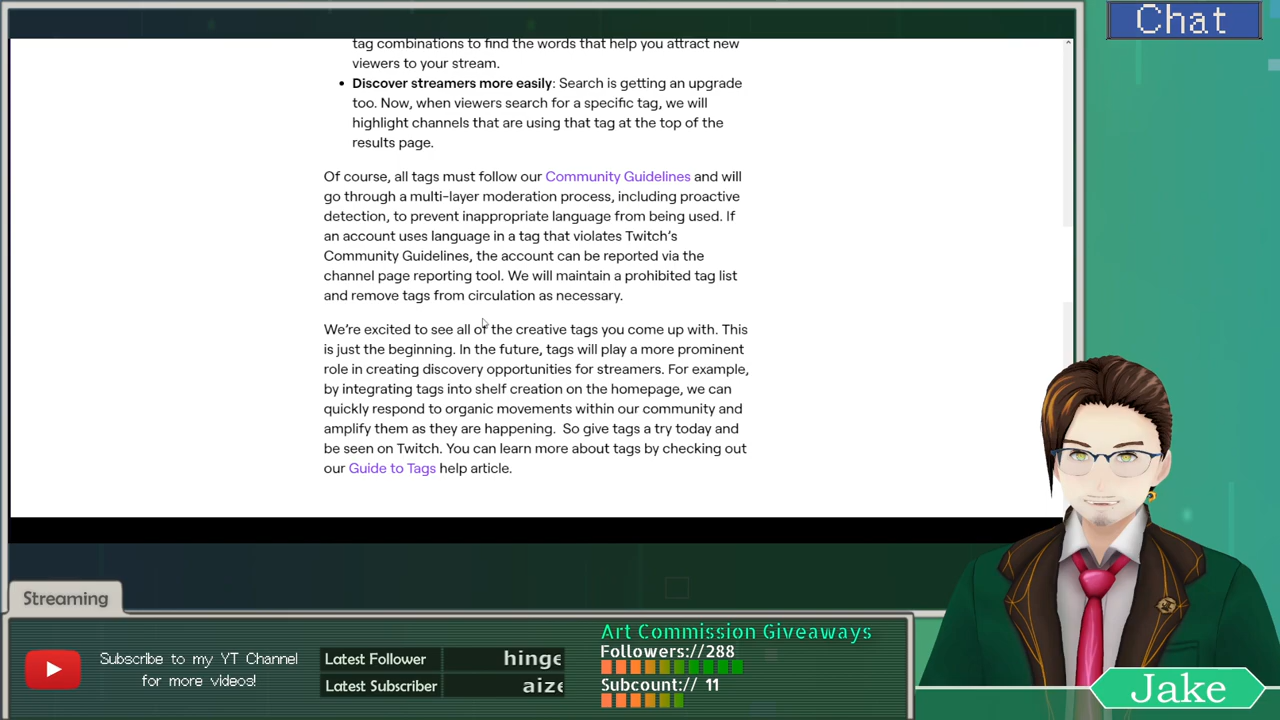 Chat
tag combinations to find the words that help you attract new
viewers to your stream.
• Discover streamers more easily: Search is getting an upgrade
too. Now, when viewers search for a specific tag, we will
highlight channels that are using that tag at the top of the
results page.
Of course, all tags must follow our Community Guidelines and will
go through a multi-layer moderation process, including proactive
detection, to prevent inappropriate language from being used. If
an account uses language in a tag that violates Twitch's
Community Guidelines, the account can be reported via the
channel page reporting tool. We will maintain a prohibited tag list
and remove tags from circulation as necessary.
We're excited to see all of the creative tags you come up with. This
is just the beginning. In the future, tags will play a more prominent
role in creating discovery opportunities for streamers. For example,
by integrating tags into shelf creation on the homepage, we can
quickly respond to organic movements within our community and
amplify them as they are happening.  So give tags a try today and
be seen on Twitch. You can learn more about tags by checking out
our Guide to Tags help article.
Streaming
Subscribe to my YT Channel
for more videos!
Latest Follower hinge
Latest Subscriber aize
Art Commission Giveaways
Followers://288
Subcount:// 11
Jake